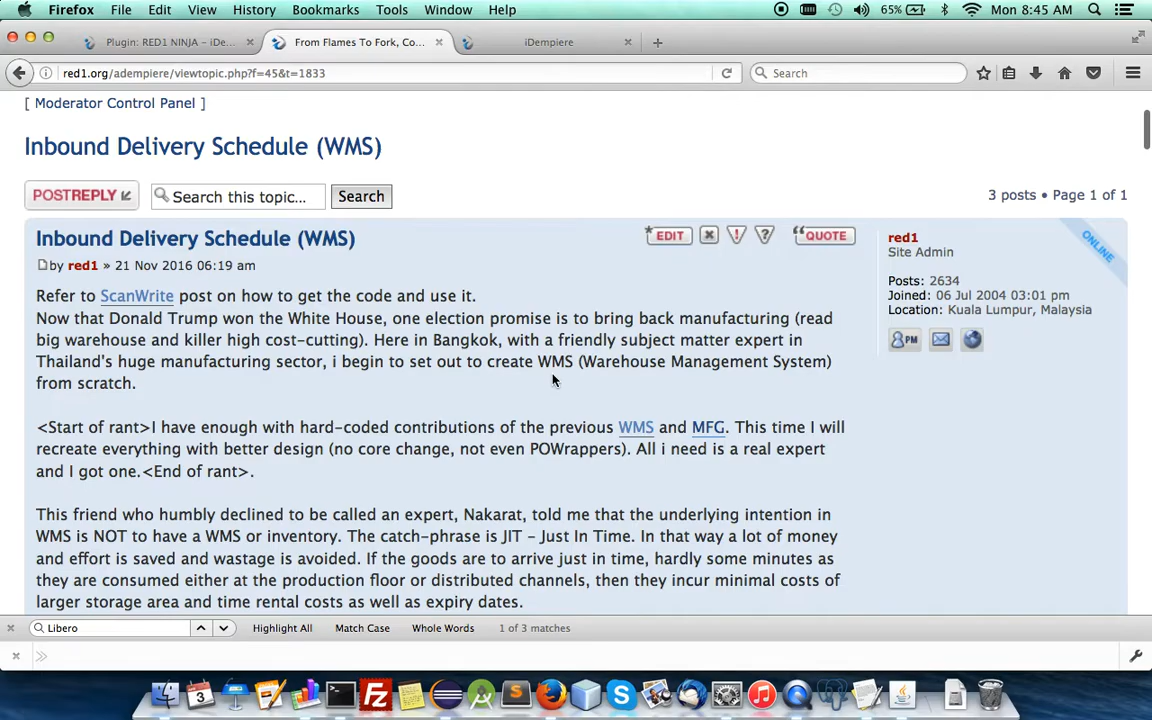 Firefox File Edit View History Bookmarks Tools Window Help 65% Mon 8:45 AM
Plugin: RED1 NINJA – iDe... From Flames To Fork, Co... iDempiere
red1.org/adempiere/viewtopic.php?f=45&t=1833 Search
[ Moderator Control Panel ]
Inbound Delivery Schedule (WMS)
POSTREPLY Search this topic... Search 3 posts • Page 1 of 1
Inbound Delivery Schedule (WMS) EDIT QUOTE
by red1 » 21 Nov 2016 06:19 am
Refer to ScanWrite post on how to get the code and use it.
Now that Donald Trump won the White House, one election promise is to bring back manufacturing (read
big warehouse and killer high cost-cutting). Here in Bangkok, with a friendly subject matter expert in
Thailand's huge manufacturing sector, i begin to set out to create WMS (Warehouse Management System)
from scratch.
<Start of rant>I have enough with hard-coded contributions of the previous WMS and MFG. This time I will
recreate everything with better design (no core change, not even POWrappers). All i need is a real expert
and I got one.<End of rant>.
This friend who humbly declined to be called an expert, Nakarat, told me that the underlying intention in
WMS is NOT to have a WMS or inventory. The catch-phrase is JIT – Just In Time. In that way a lot of money
and effort is saved and wastage is avoided. If the goods are to arrive just in time, hardly some minutes as
they are consumed either at the production floor or distributed channels, then they incur minimal costs of
larger storage area and time rental costs as well as expiry dates.
red1
Site Admin
Posts: 2634
Joined: 06 Jul 2004 03:01 pm
Location: Kuala Lumpur, Malaysia
PM
ONLINE
Libero Highlight All Match Case Whole Words 1 of 3 matches
3